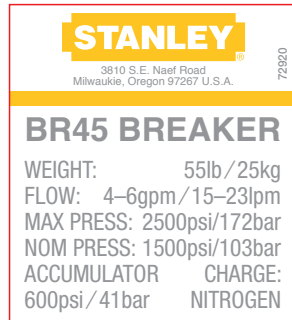 STANLEY®
3810 S.E. Naef Road
Milwaukie, Oregon 97267 U.S.A.
72920
BR45 BREAKER
WEIGHT: 55lb/25kg
FLOW: 4–6gpm/15–23lpm
MAX PRESS: 2500psi/172bar
NOM PRESS: 1500psi/103bar
ACCUMULATOR CHARGE:
600psi/41bar NITROGEN